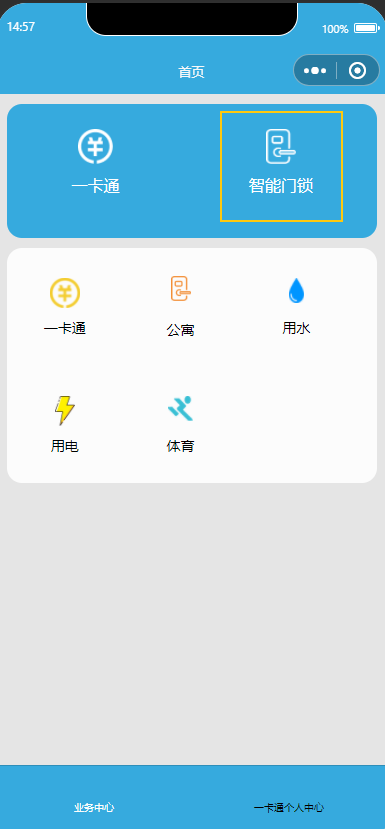 14:57
100%
首页
一卡通
智能门锁
一卡通
公寓
用水
用电
体育
业务中心
一卡通个人中心